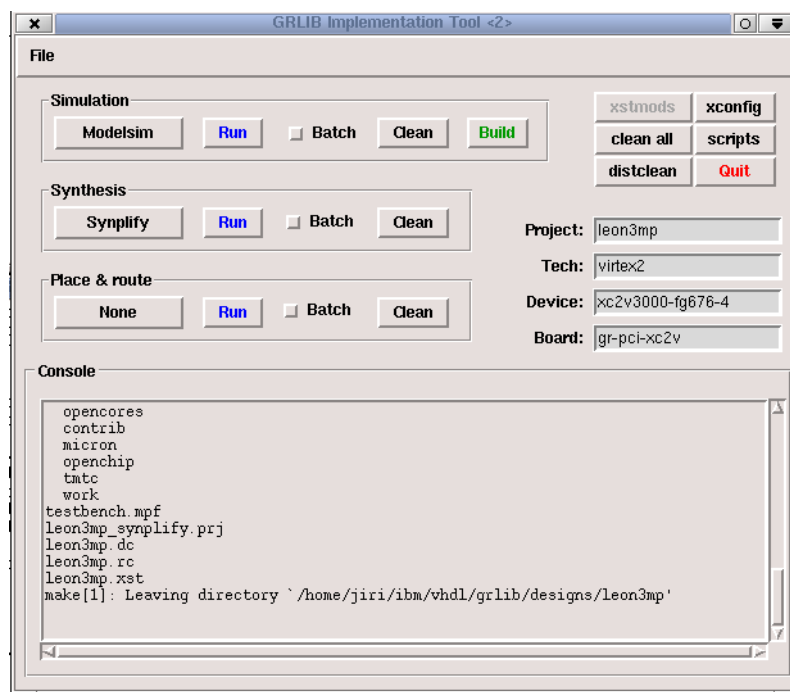 GRLIB Implementation Tool <2>
File
Simulation
Modelsim Run Batch Clean Build
xstmods xconfig
clean all scripts
distclean Quit
Synthesis
Synplify Run Batch Clean
Place & route
None Run Batch Clean
Project: leon3mp
Tech: virtex2
Device: xc2v3000-fg676-4
Board: gr-pci-xc2v
Console
opencores
contrib
micron
openchip
tmtc
work
testbench.mpf
leon3mp_synplify.prj
leon3mp.dc
leon3mp.rc
leon3mp.xst
make[1]: Leaving directory `/home/jiri/ibm/vhdl/grlib/designs/leon3mp'